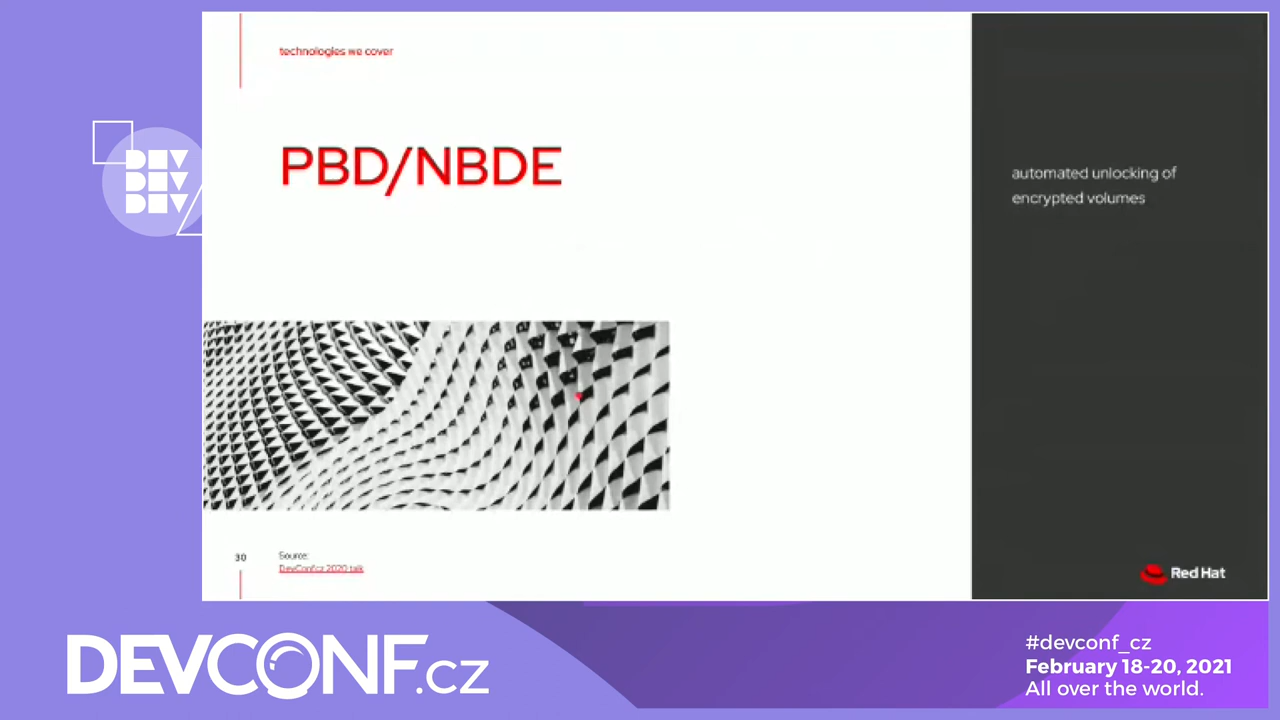 technologies we cover
PBD/NBDE
automated unlocking of
encrypted volumes
DEV
DEV
DEV
30
Source:
DevConf.cz 2020 talk
Red Hat
DEVCONF.cz
#devconf_cz
February 18-20, 2021
All over the world.